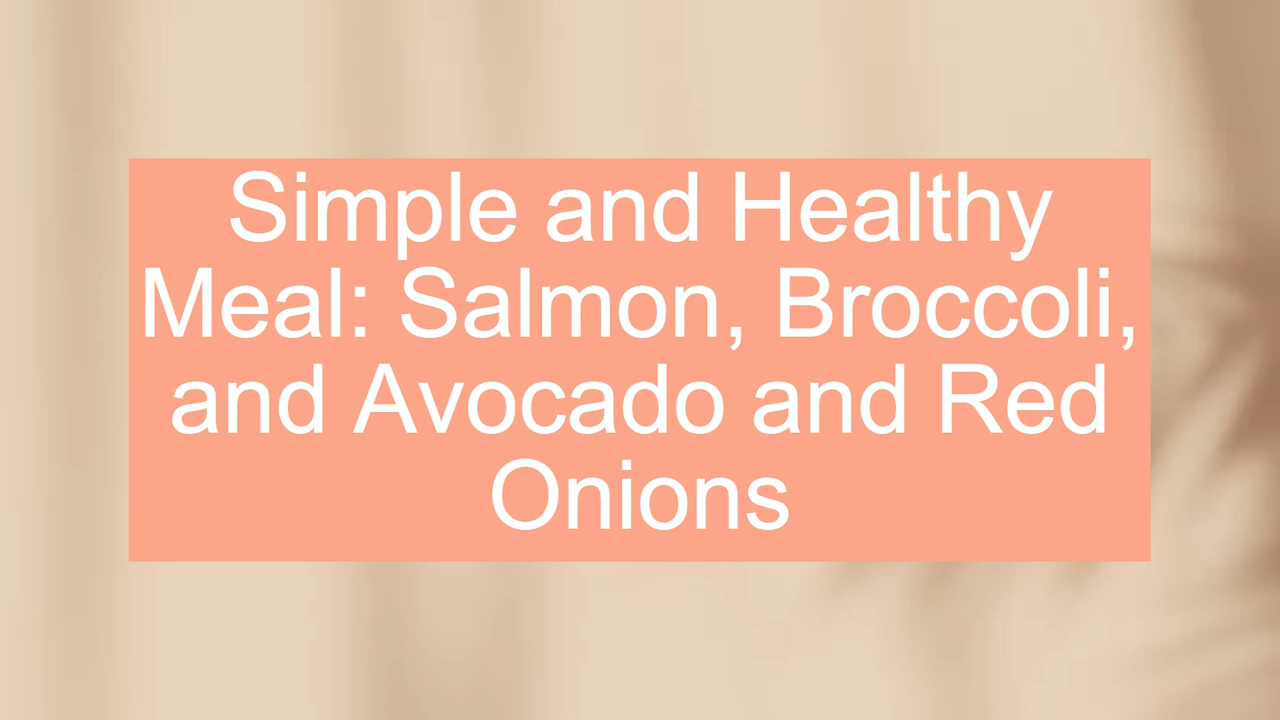 Simple and Healthy
Meal: Salmon, Broccoli,
and Avocado and Red
Onions